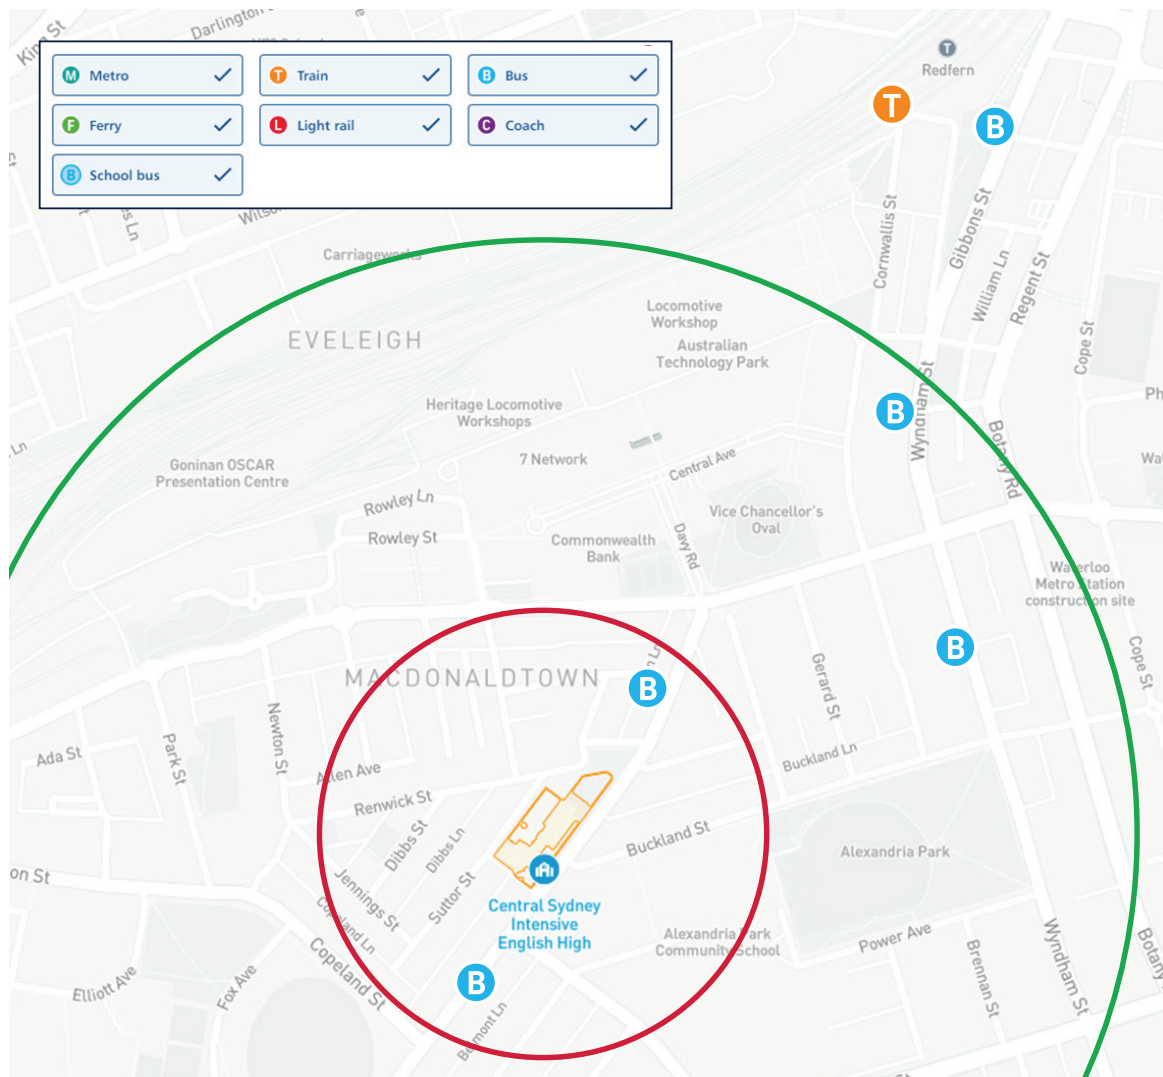 King St
Darlington
Metro
Train
Bus
Ferry
Light rail
Coach
School bus
T
Redfern
T
B
Carriageworks
Cornwallis St
Gibbons St
William Ln
Regent St
Cope St
EVELEIGH
Locomotive
Workshop
Australian
Technology Park
Heritage Locomotive
Workshops
B
Wyndham St
Botany Rd
7 Network
Central Ave
Goninan OSCAR
Presentation Centre
Rowley Ln
Rowley St
Commonwealth
Bank
Davy Rd
Vice Chancellor's
Oval
Waterloo
Metro Station
construction site
MACDONALDTOWN
B
B
Gerard St
Cope St
Ada St
Park St
Newton St
Allen Ave
Renwick St
Buckland Ln
Dibbs St
Dibbs Ln
Buckland St
Alexandria Park
on St
Jennings St
Copeland Ln
Suttor St
Central Sydney
Intensive
English High
Alexandria Park
Community School
Power Ave
Elliott Ave
Fox Ave
Copeland St
B
Belmont Ln
Brennan St
Wyndham St
Botany